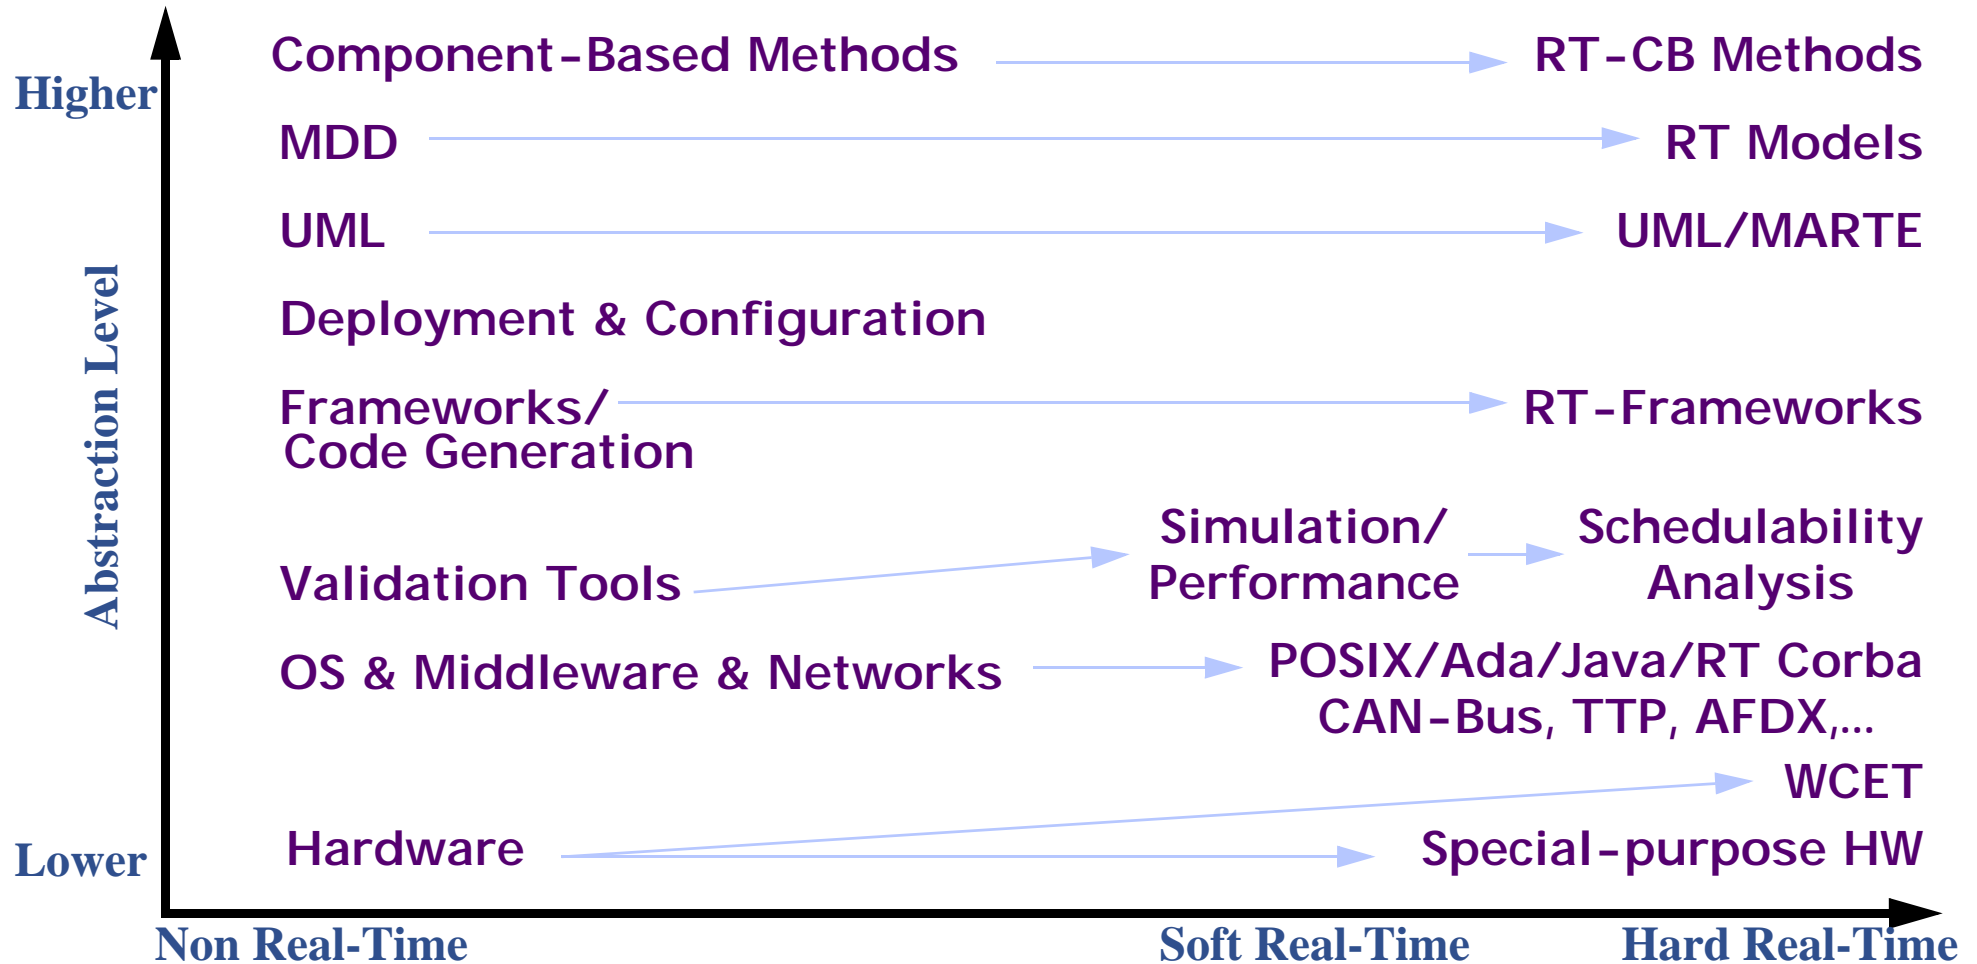 Component-Based Methods RT-CB Methods
Higher
MDD RT Models
UML UML/MARTE
Deployment & Configuration
Abstraction Level
Frameworks/ RT-Frameworks
Code Generation
Simulation/ Schedulability
Validation Tools Performance Analysis
OS & Middleware & Networks POSIX/Ada/Java/RT Corba
CAN-Bus, TTP, AFDX,...
WCET
Lower Hardware Special-purpose HW
Non Real-Time Soft Real-Time Hard Real-Time